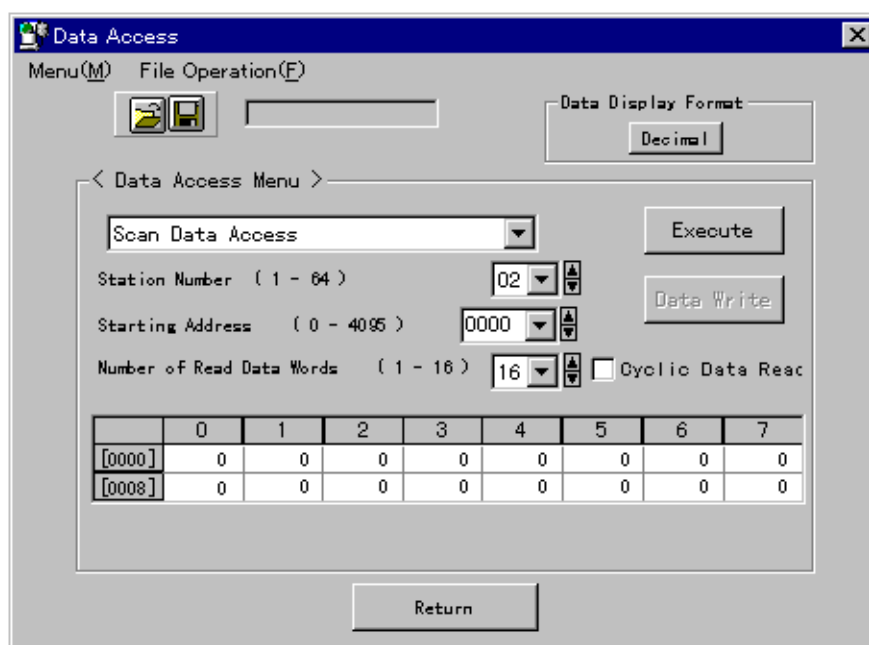 Data Access
Menu(M) File Operation(F)
Data Display Format
Decimal
< Data Access Menu >
Scan Data Access
Execute
Station Number ( 1 - 64 ) 02
Data Write
Starting Address ( 0 - 4095 ) 0000
Number of Read Data Words ( 1 - 16 ) 16 Cyclic Data Reac
0 1 2 3 4 5 6 7
[0000] 0 0 0 0 0 0 0 0
[0008] 0 0 0 0 0 0 0 0
Return